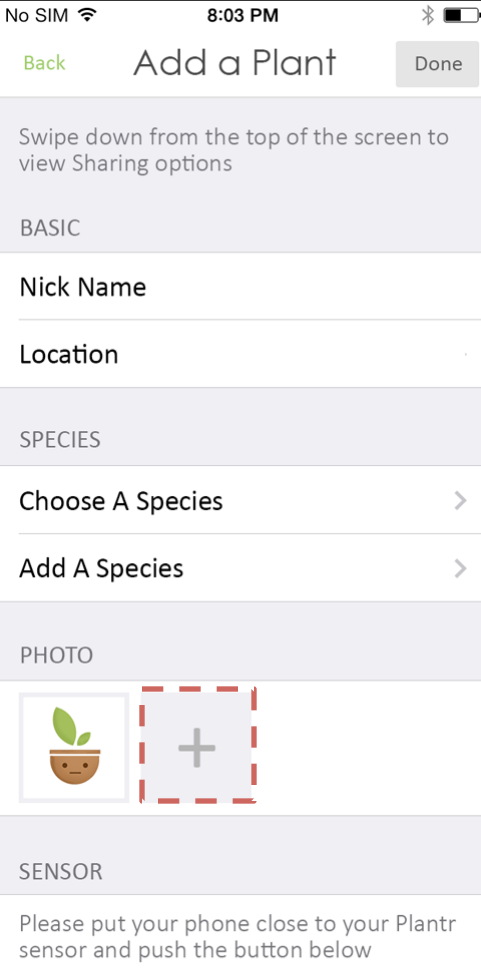 No SIM 8:03 PM
Back Add a Plant Done
Swipe down from the top of the screen to
view Sharing options
BASIC
Nick Name
Location
SPECIES
Choose A Species
Add A Species
PHOTO
SENSOR
Please put your phone close to your Plantr
sensor and push the button below